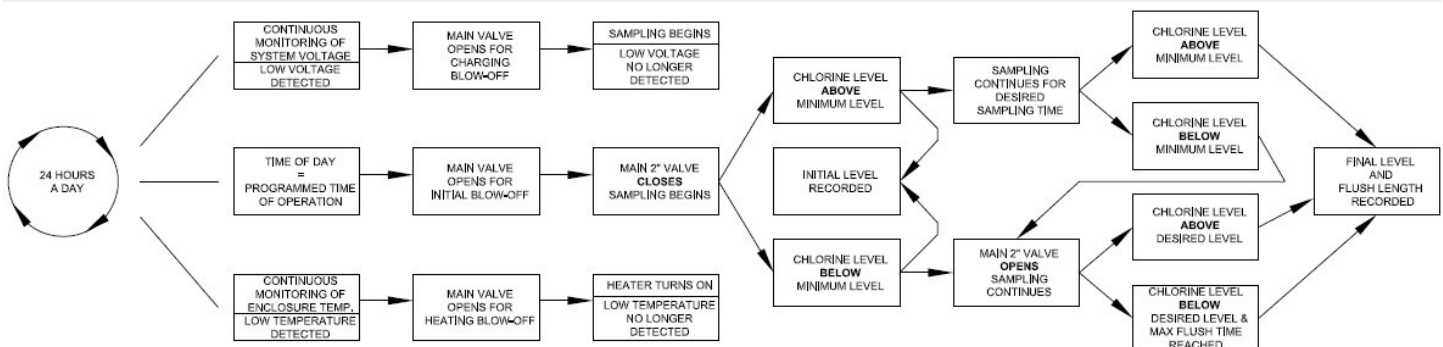 24 HOURS
A DAY
CONTINUOUS
MONITORING OF
SYSTEM VOLTAGE
LOW VOLTAGE
DETECTED
MAIN VALVE
OPENS FOR
CHARGING
BLOW-OFF
SAMPLING BEGINS
LOW VOLTAGE
NO LONGER
DETECTED
TIME OF DAY
=
PROGRAMMED TIME
OF OPERATION
MAIN VALVE
OPENS FOR
INITIAL BLOW-OFF
MAIN 2" VALVE
CLOSES
SAMPLING BEGINS
CONTINUOUS
MONITORING OF
ENCLOSURE TEMP.
LOW TEMPERATURE
DETECTED
MAIN VALVE
OPENS FOR
HEATING BLOW-OFF
HEATER TURNS ON
LOW TEMPERATURE
NO LONGER
DETECTED
CHLORINE LEVEL
ABOVE
MINIMUM LEVEL
INITIAL LEVEL
RECORDED
CHLORINE LEVEL
BELOW
MINIMUM LEVEL
SAMPLING
CONTINUES FOR
DESIRED
SAMPLING TIME
MAIN 2" VALVE
OPENS
SAMPLING
CONTINUES
CHLORINE LEVEL
ABOVE
MINIMUM LEVEL
CHLORINE LEVEL
BELOW
MINIMUM LEVEL
CHLORINE LEVEL
ABOVE
DESIRED LEVEL
CHLORINE LEVEL
BELOW
DESIRED LEVEL &
MAX FLUSH TIME
REACHED
FINAL LEVEL
AND
FLUSH LENGTH
RECORDED